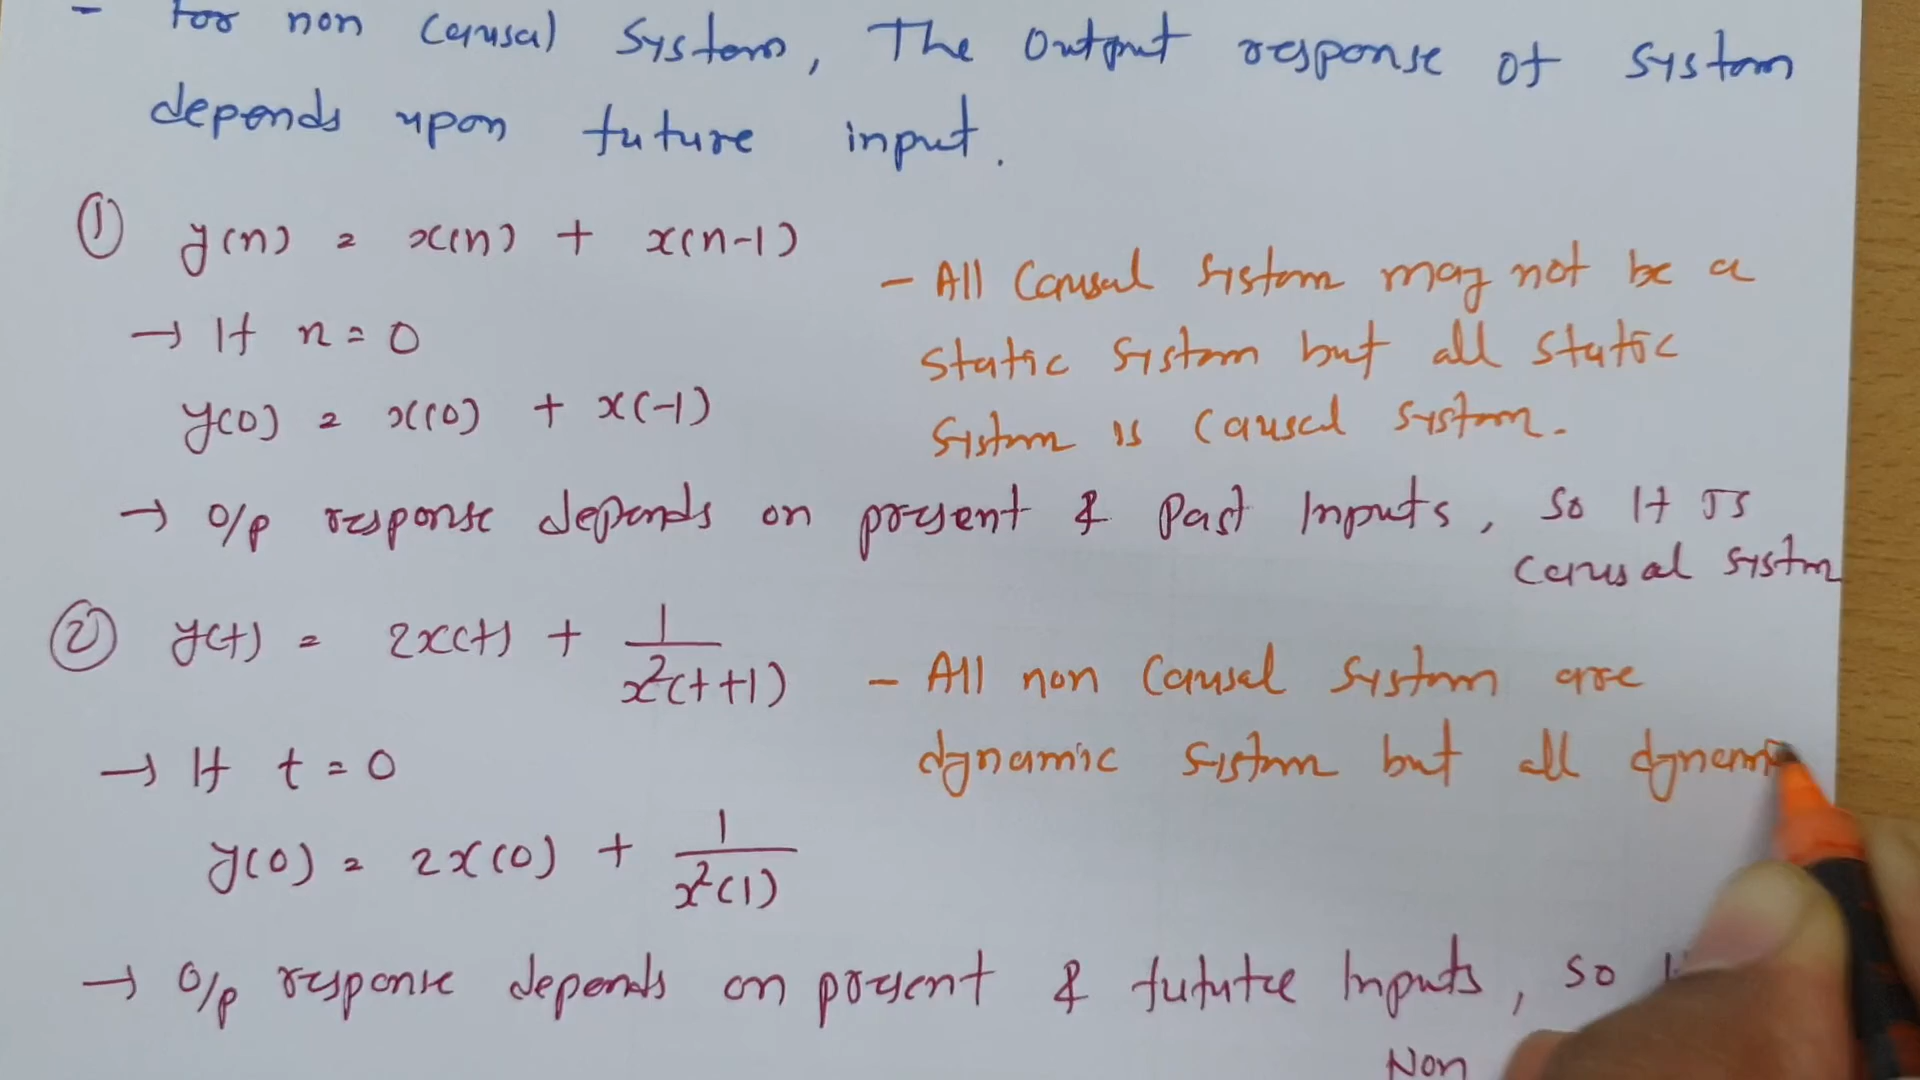 - For non Causal System, The Output response of system
depends upon future input.
① y(n) = x(n) + x(n-1)
- All Causal system may not be a
→ If n = 0
static system but all static
y(0) = x(0) + x(-1)
system is Causal system.
→ O/p response depends on present & Past Inputs, So It Is
Causal system
② y(t) = 2x(t) + 1/x²(t+1)
- All non Causal system are
dynamic system but all dynami
→ If t = 0
y(0) = 2x(0) + 1/x²(1)
→ O/p response depends on present & fututre Inputs, so
Non